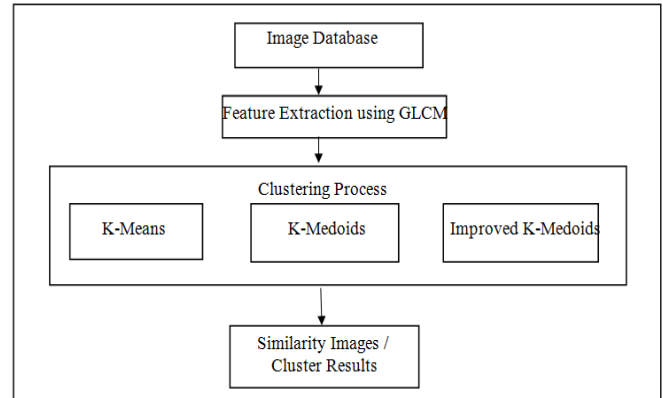 Image Database
Feature Extraction using GLCM
Clustering Process
K-Means
K-Medoids
Improved K-Medoids
Similarity Images /
Cluster Results